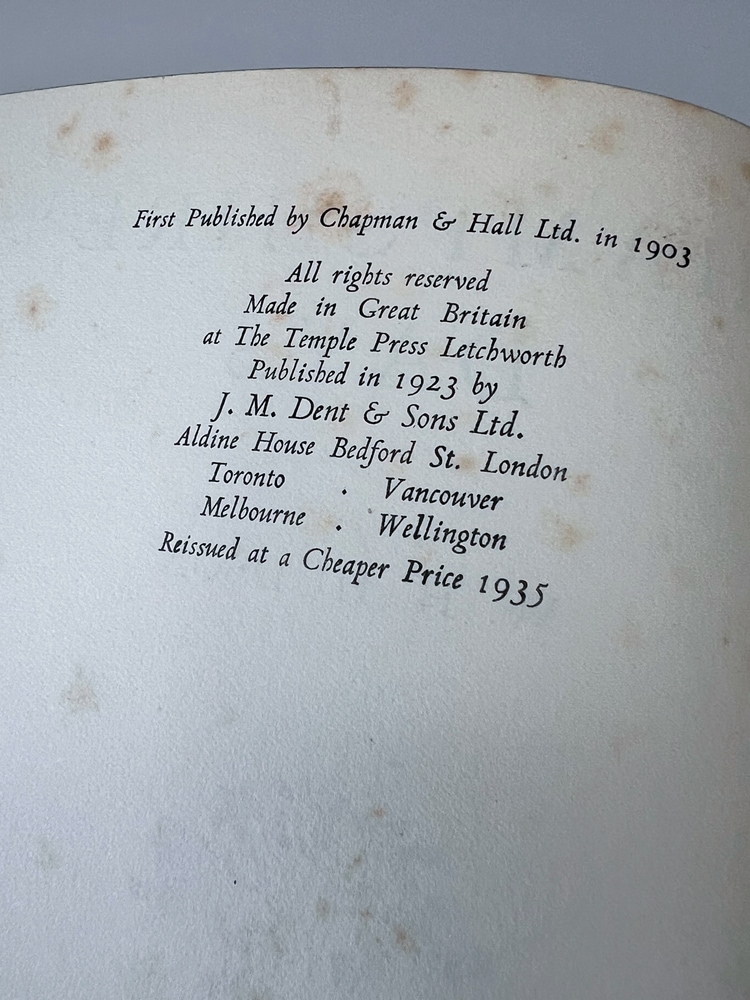 First Published by Chapman & Hall Ltd. in 1903
All rights reserved
Made in Great Britain
at The Temple Press Letchworth
Published in 1923 by
J. M. Dent & Sons Ltd.
Aldine House Bedford St. London
Toronto . Vancouver
Melbourne . Wellington
Reissued at a Cheaper Price 1935